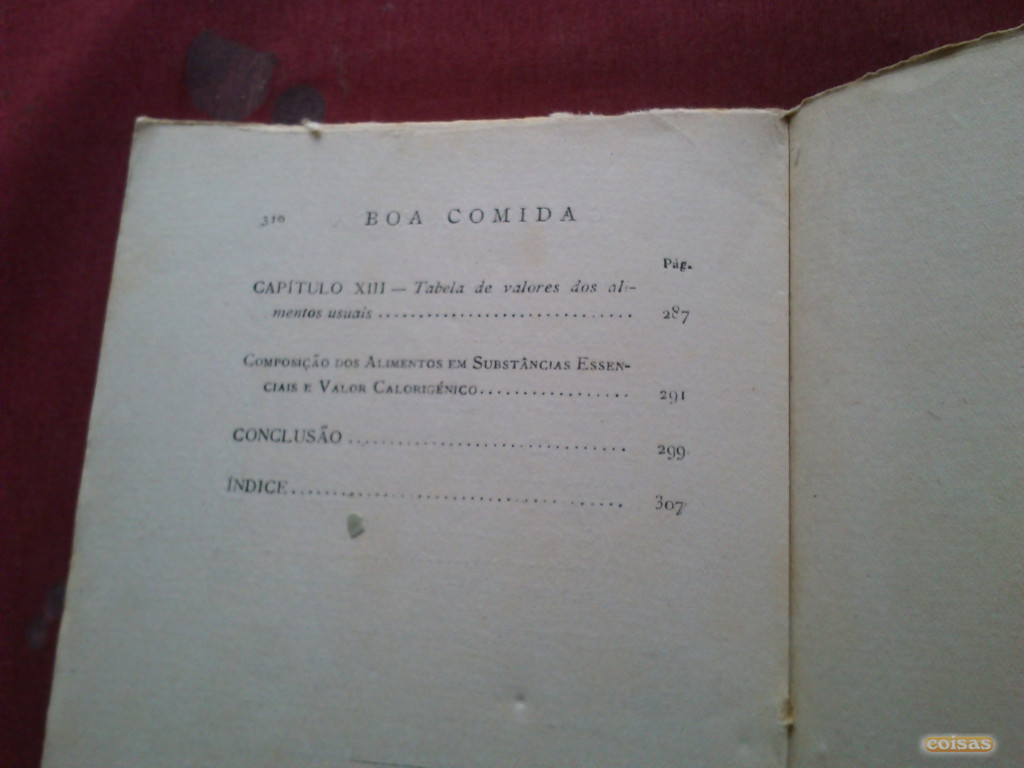 310 BOA COMIDA
Pág.
CAPÍTULO XIII — Tabela de valores dos ali-
mentos usuais .............................. 287
COMPOSIÇÃO DOS ALIMENTOS EM SUBSTÂNCIAS ESSEN-
CIAIS E VALOR CALORIGÉNICO.................. 291
CONCLUSÃO .............................. 299
ÍNDICE.................................... 307
coisas